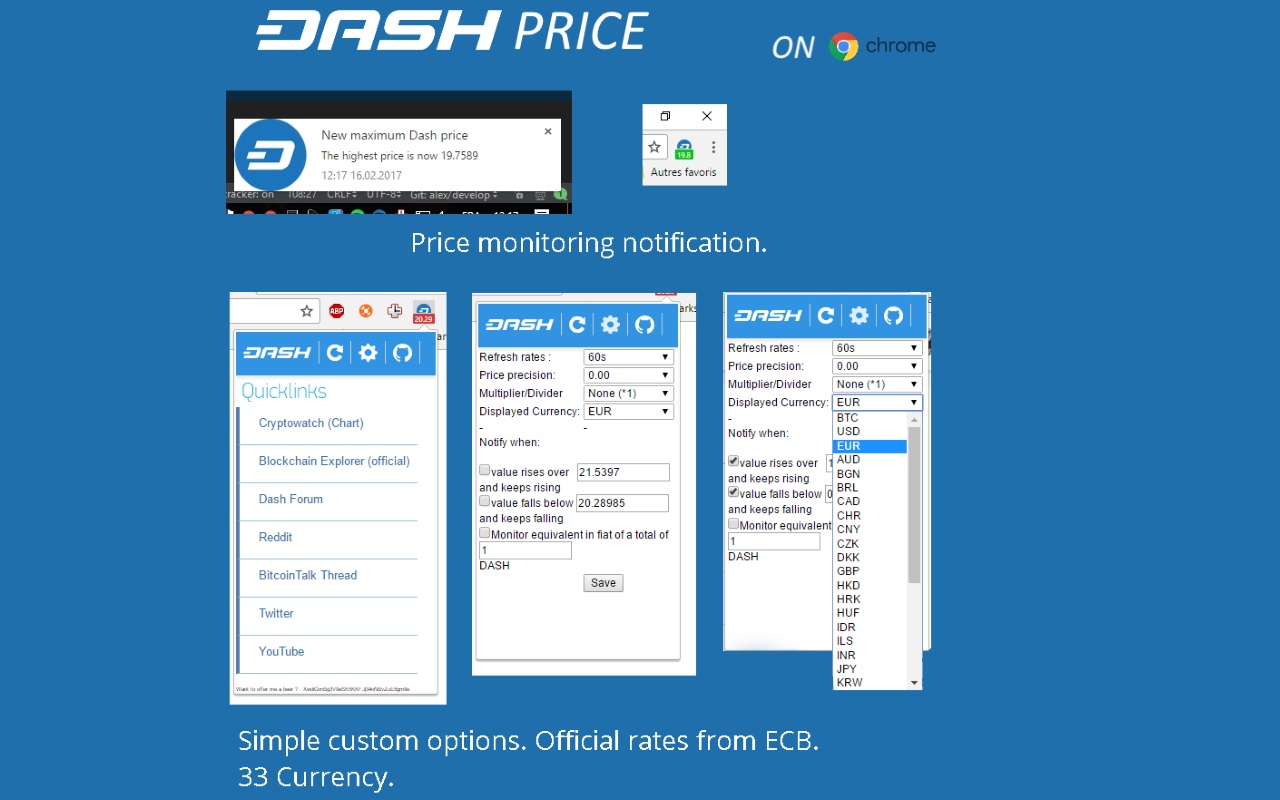 DASH PRICE
ON chrome
New maximum Dash price
The highest price is now 19.7589
12:17 16.02.2017
racker: on 108:27 CRLF UTF-8 Git: alex/develop
19.8
Autres favoris
Price monitoring notification.
ABP
20.29
DASH
Quicklinks
Cryptowatch (Chart)
Blockchain Explorer (official)
Dash Forum
Reddit
BitcoinTalk Thread
Twitter
YouTube
Want to offer me a beer ? :
arks
DASH
Refresh rates : 60s
Price precision: 0.00
Multiplier/Divider None (*1)
Displayed Currency: EUR
- -
Notify when:
value rises over 21.5397
and keeps rising
value falls below 20.28985
and keeps falling
Monitor equivalent in fiat of a total of
1
DASH
Save
DASH
Refresh rates : 60s
Price precision: 0.00
Multiplier/Divider None (*1)
Displayed Currency: EUR
-
Notify when:
value rises over 1
and keeps rising
value falls below 0
and keeps falling
Monitor equivalent
1
DASH
BTC
USD
EUR
AUD
BGN
BRL
CAD
CHR
CNY
CZK
DKK
GBP
HKD
HRK
HUF
IDR
ILS
INR
JPY
KRW
Simple custom options. Official rates from ECB.
33 Currency.